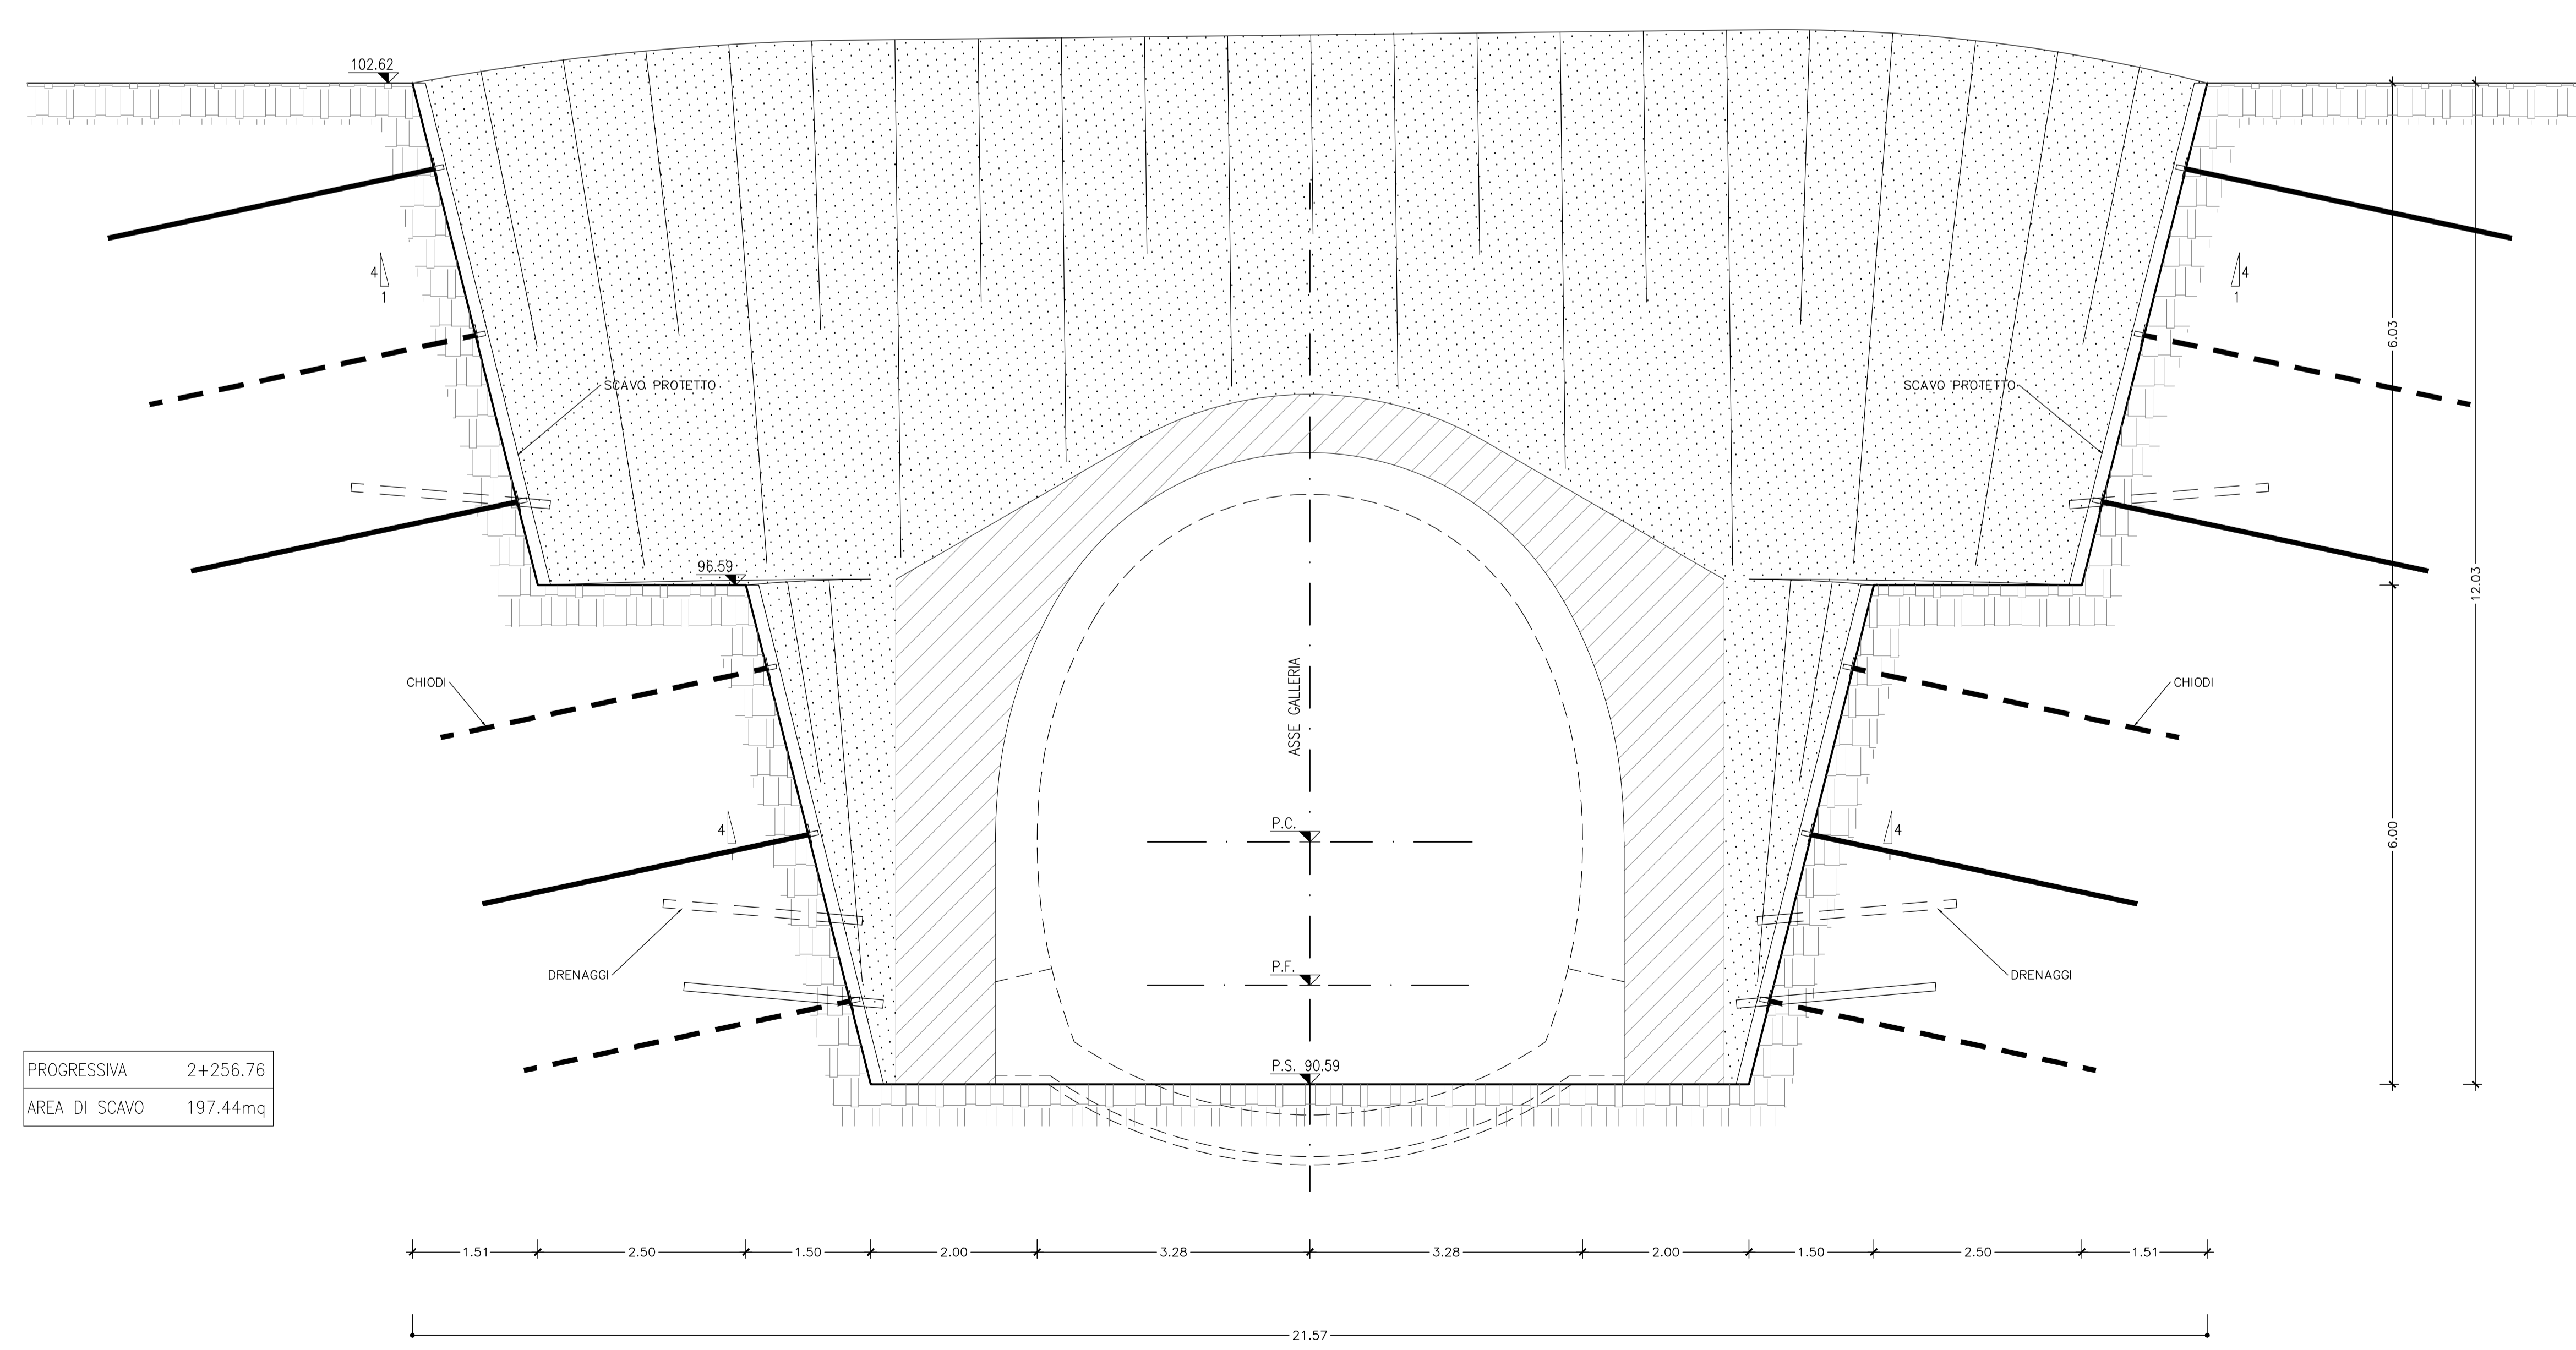 102.62
4
1
4
1
6.03
SCAVO PROTETTO
SCAVO PROTETTO
96.59
12.03
ASSE GALLERIA
CHIODI
CHIODI
P.C.
4
1
4
1
6.00
P.F.
DRENAGGI
DRENAGGI
P.S. 90.59
PROGRESSIVA 2+256.76
AREA DI SCAVO 197.44mq
1.51 2.50 1.50 2.00 3.28 3.28 2.00 1.50 2.50 1.51
21.57